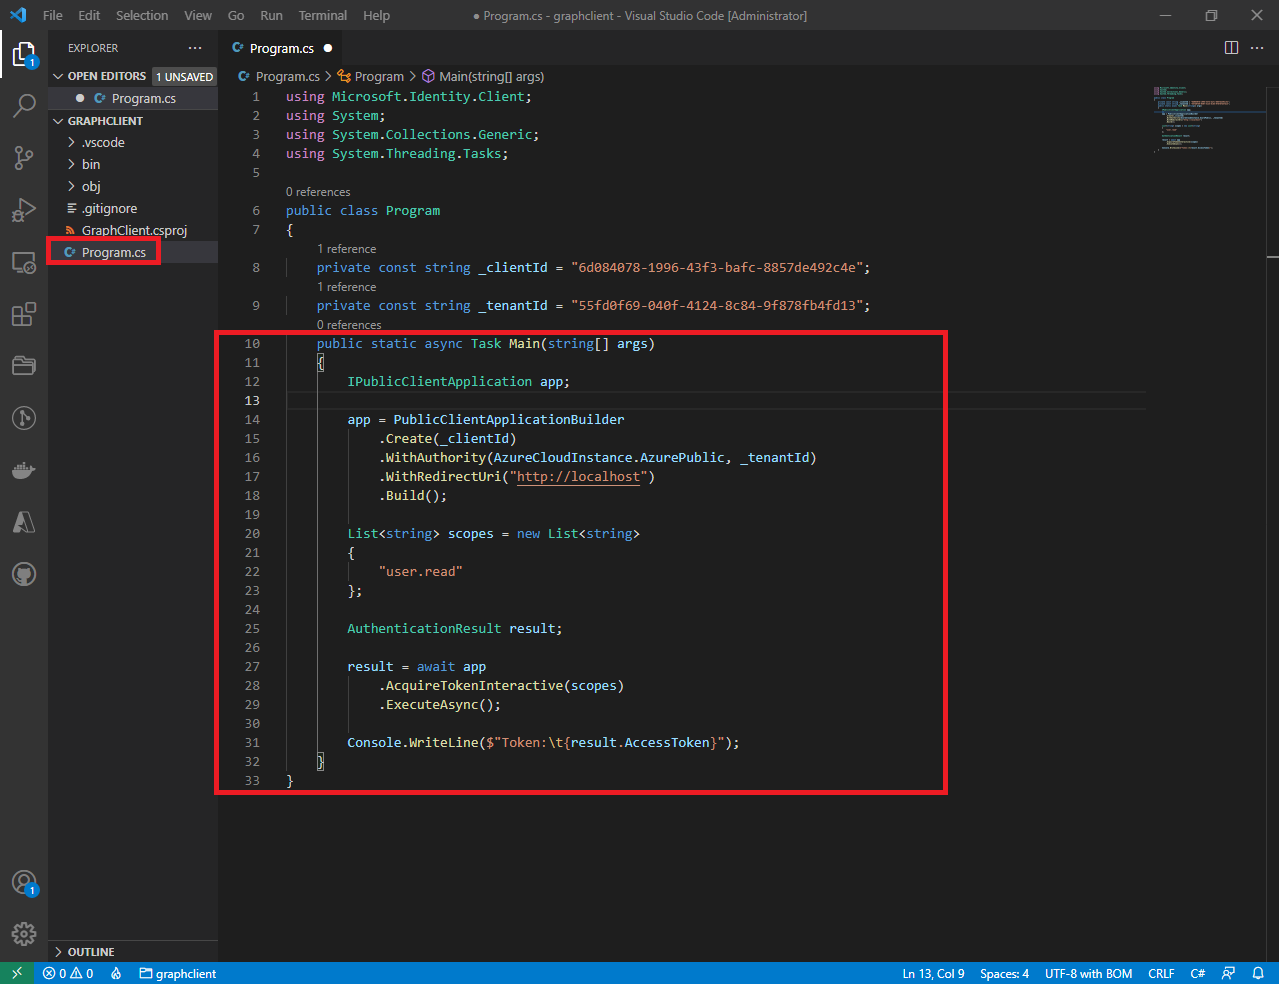 File Edit Selection View Go Run Terminal Help
● Program.cs - graphclient - Visual Studio Code [Administrator]
EXPLORER
OPEN EDITORS 1 UNSAVED
Program.cs
GRAPHCLIENT
.vscode
bin
obj
.gitignore
GraphClient.csproj
Program.cs
OUTLINE
1
1
Program.cs
Program.cs > Program > Main(string[] args)
1 using Microsoft.Identity.Client;
2 using System;
3 using System.Collections.Generic;
4 using System.Threading.Tasks;
5
0 references
6 public class Program
7 {
1 reference
8 private const string _clientId = "6d084078-1996-43f3-bafc-8857de492c4e";
1 reference
9 private const string _tenantId = "55fd0f69-040f-4124-8c84-9f878fb4fd13";
0 references
10 public static async Task Main(string[] args)
11 {
12 IPublicClientApplication app;
13
14 app = PublicClientApplicationBuilder
15 .Create(_clientId)
16 .WithAuthority(AzureCloudInstance.AzurePublic, _tenantId)
17 .WithRedirectUri("http://localhost")
18 .Build();
19
20 List<string> scopes = new List<string>
21 {
22 "user.read"
23 };
24
25 AuthenticationResult result;
26
27 result = await app
28 .AcquireTokenInteractive(scopes)
29 .ExecuteAsync();
30
31 Console.WriteLine($"Token:\t{result.AccessToken}");
32 }
33 }
0 0 graphclient Ln 13, Col 9 Spaces: 4 UTF-8 with BOM CRLF C#